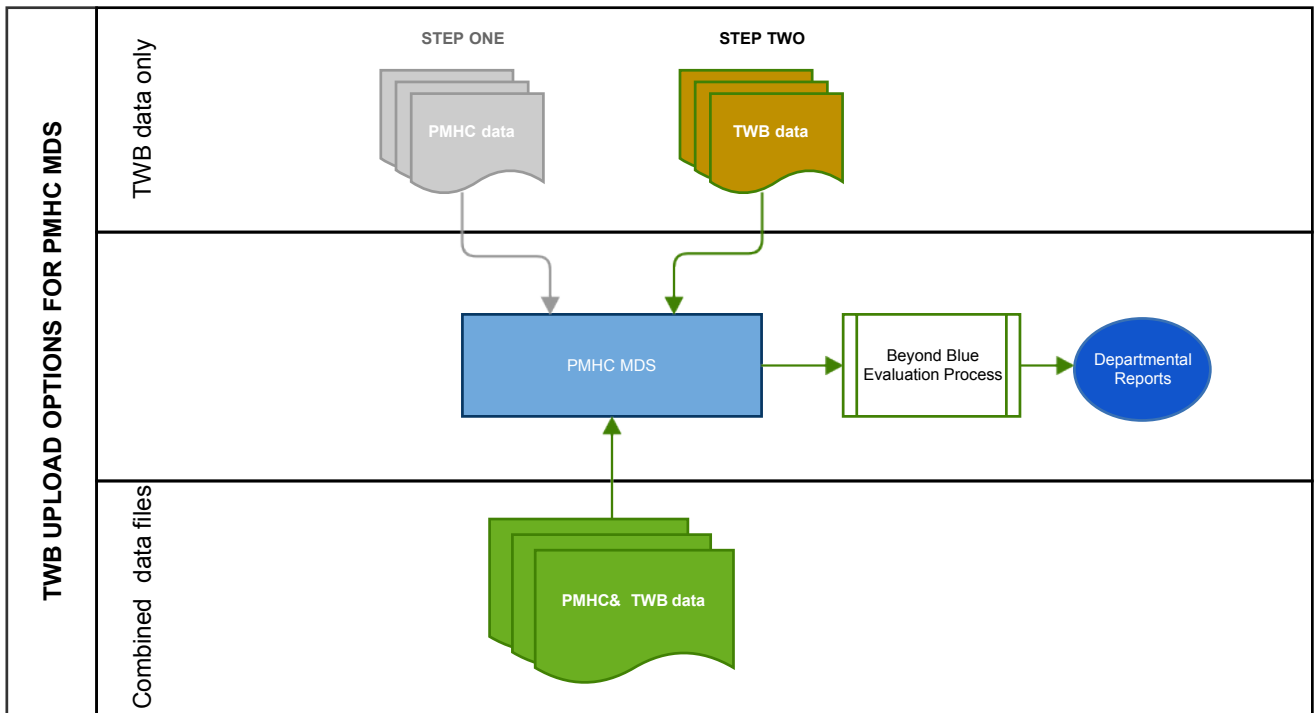 TWB UPLOAD OPTIONS FOR PMHC MDS
TWB data only
STEP ONE
STEP TWO
PMHC data
TWB data
PMHC MDS
Beyond Blue
Evaluation Process
Departmental
Reports
Combined data files
PMHC& TWB data